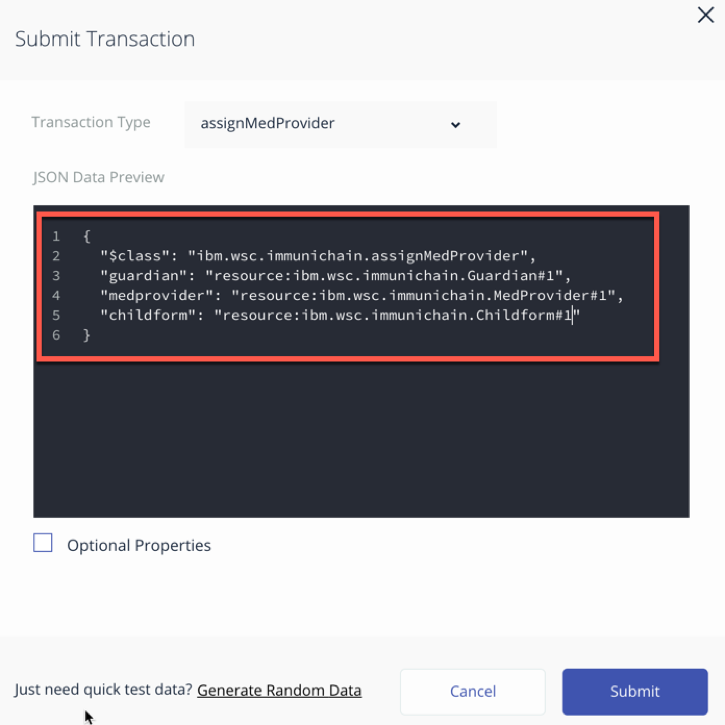 Submit Transaction
Transaction Type assignMedProvider
JSON Data Preview
1 {
2 "$class": "ibm.wsc.immunichain.assignMedProvider",
3 "guardian": "resource:ibm.wsc.immunichain.Guardian#1",
4 "medprovider": "resource:ibm.wsc.immunichain.MedProvider#1",
5 "childform": "resource:ibm.wsc.immunichain.Childform#1"
6 }
Optional Properties
Just need quick test data? Generate Random Data Cancel Submit